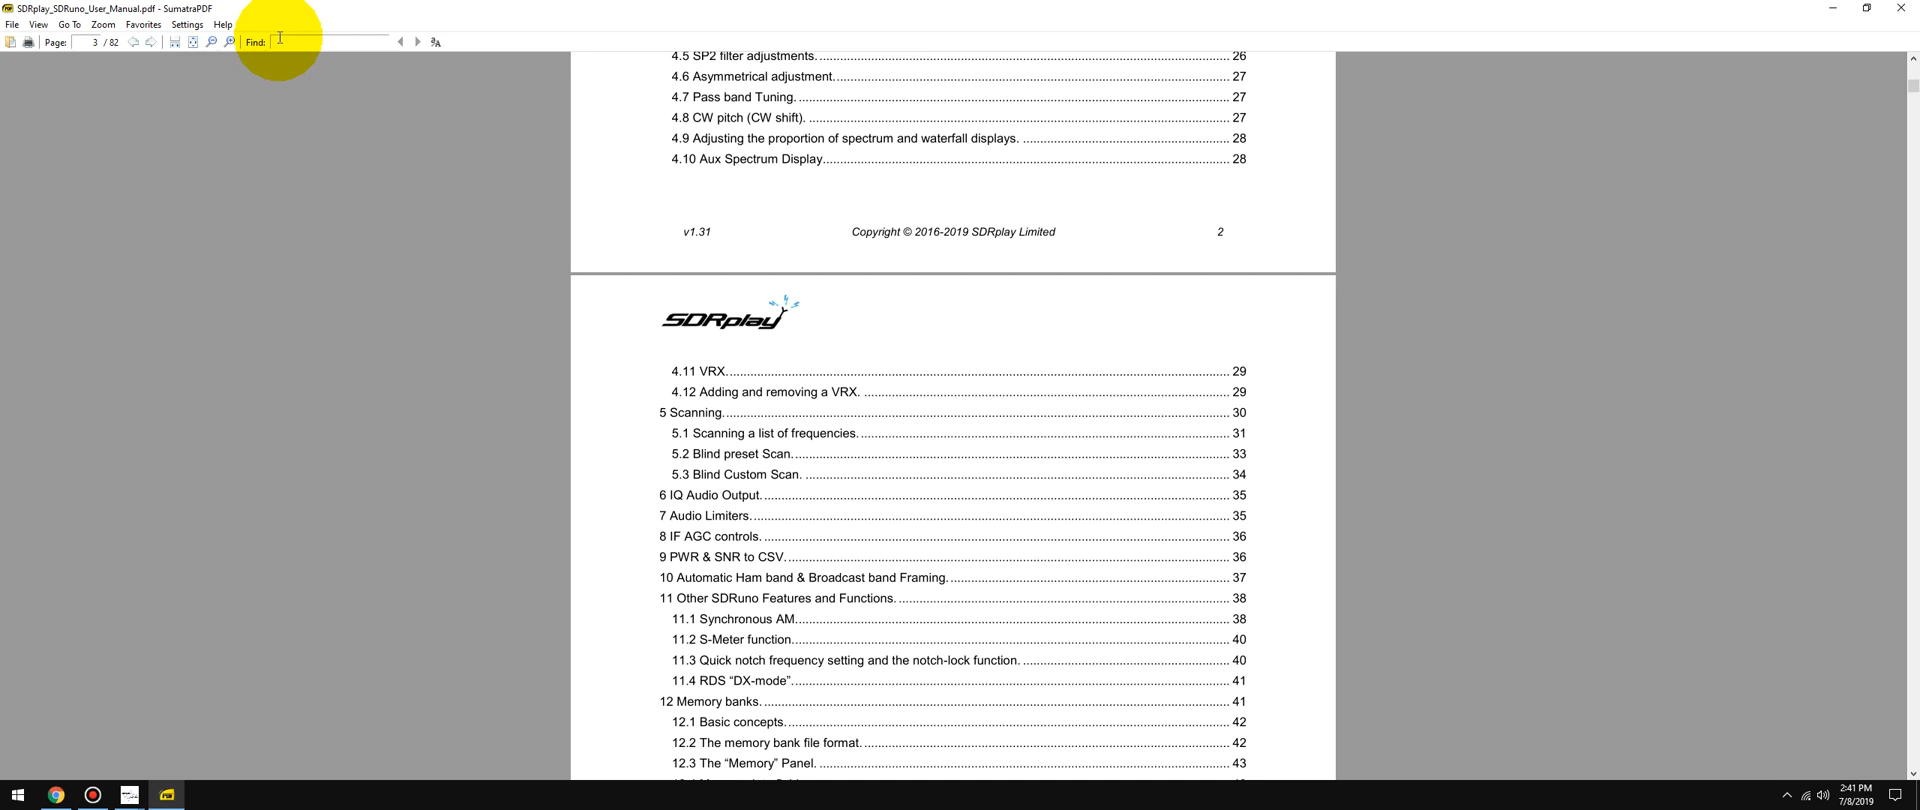 SDRplay_SDRuno_User_Manual.pdf - SumatraPDF
File View Go To Zoom Favorites Settings Help
Page: 3 / 82 Find:
4.5 SP2 filter adjustments. 26
4.6 Asymmetrical adjustment. 27
4.7 Pass band Tuning. 27
4.8 CW pitch (CW shift). 27
4.9 Adjusting the proportion of spectrum and waterfall displays. 28
4.10 Aux Spectrum Display 28
v1.31 Copyright © 2016-2019 SDRplay Limited 2
SDRplay
4.11 VRX. 29
4.12 Adding and removing a VRX. 29
5 Scanning. 30
5.1 Scanning a list of frequencies. 31
5.2 Blind preset Scan. 33
5.3 Blind Custom Scan. 34
6 IQ Audio Output. 35
7 Audio Limiters. 35
8 IF AGC controls. 36
9 PWR & SNR to CSV. 36
10 Automatic Ham band & Broadcast band Framing. 37
11 Other SDRuno Features and Functions. 38
11.1 Synchronous AM. 38
11.2 S-Meter function. 40
11.3 Quick notch frequency setting and the notch-lock function. 40
11.4 RDS “DX-mode”. 41
12 Memory banks. 41
12.1 Basic concepts. 42
12.2 The memory bank file format. 42
12.3 The “Memory” Panel. 43
2:41 PM
7/8/2019